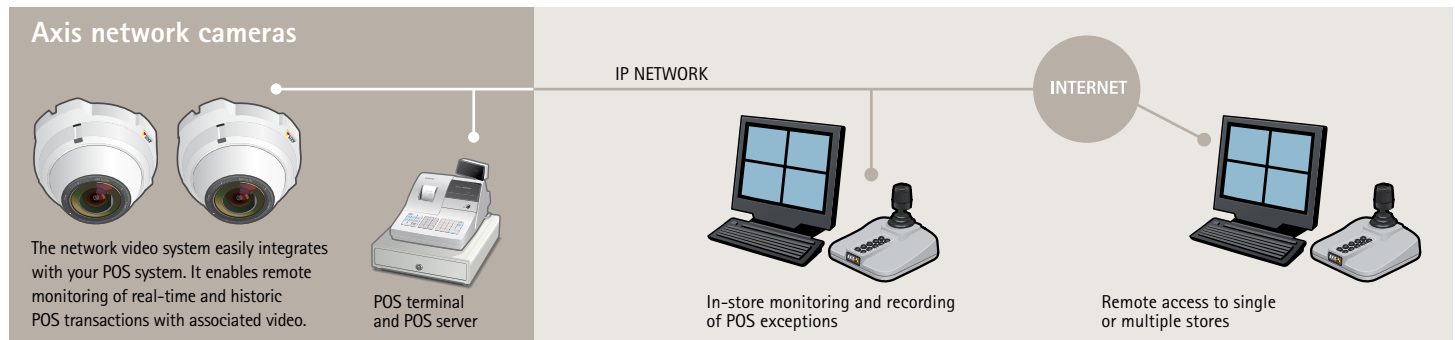 Axis network cameras
IP NETWORK
INTERNET
The network video system easily integrates
with your POS system. It enables remote
monitoring of real-time and historic
POS transactions with associated video.
POS terminal
and POS server
In-store monitoring and recording
of POS exceptions
Remote access to single
or multiple stores